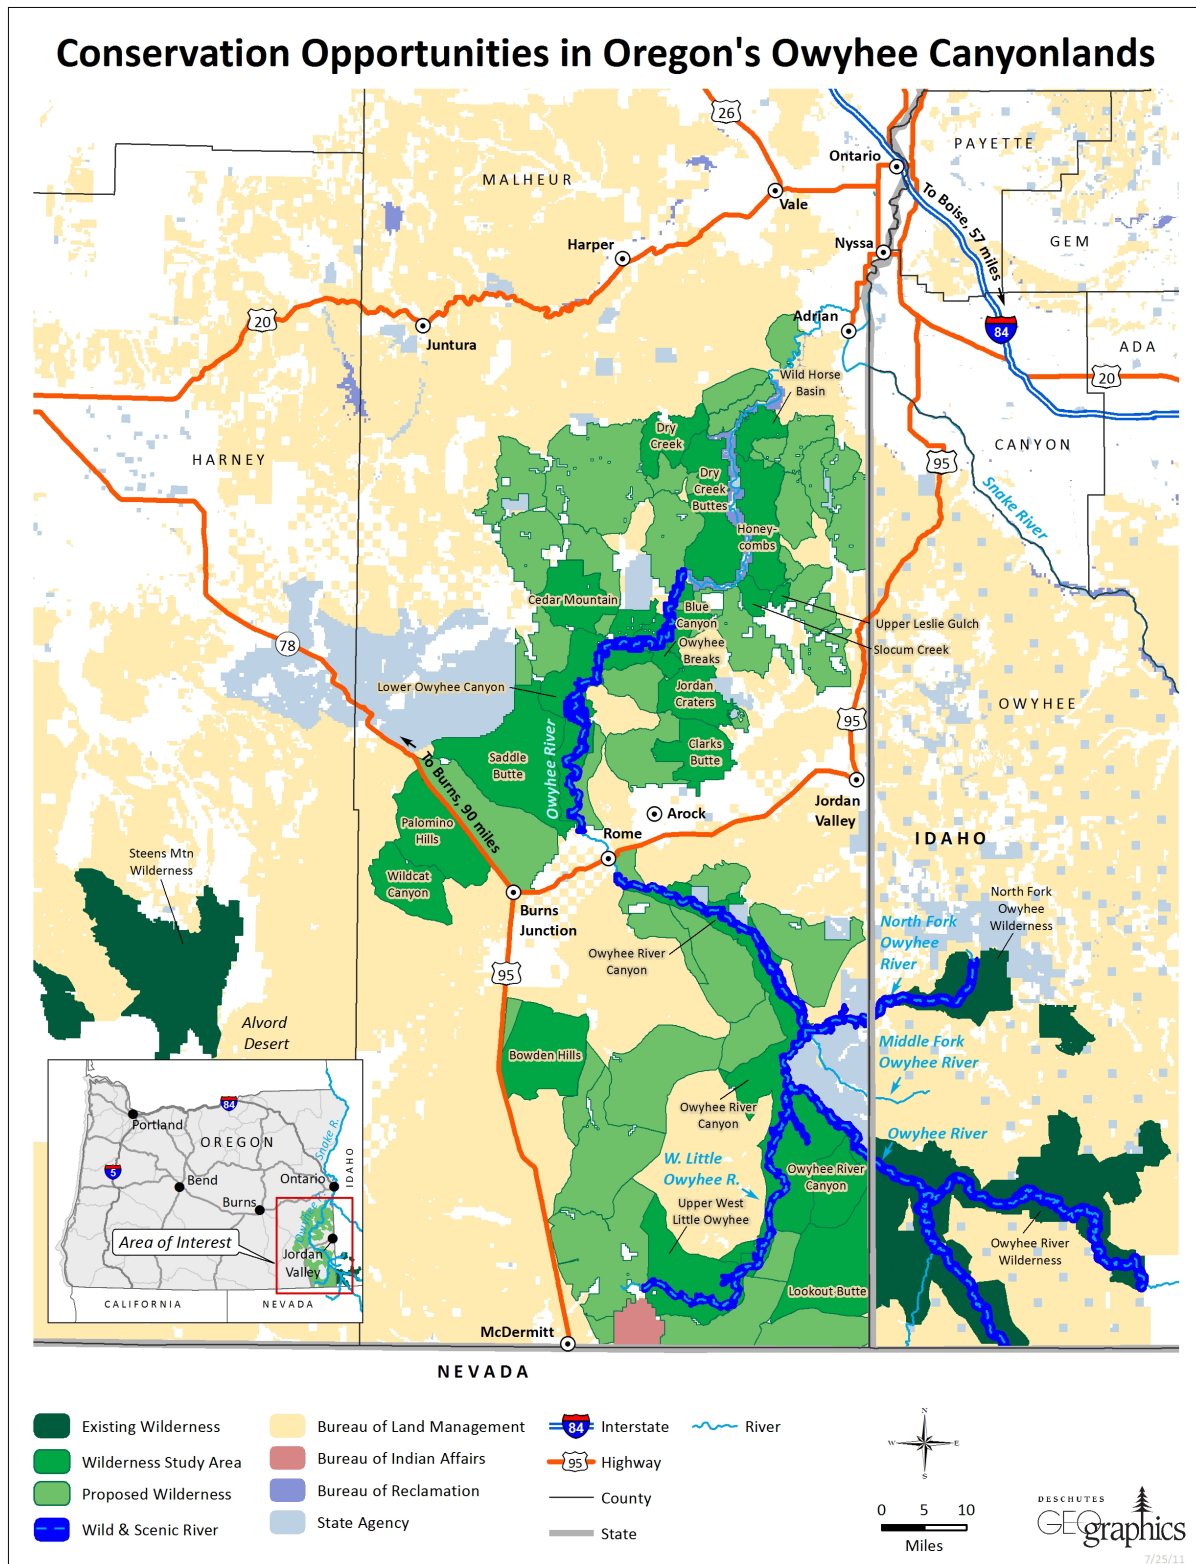 Conservation Opportunities in Oregon's Owyhee Canyonlands
26
PAYETTE
Ontario
MALHEUR
To Boise, 57 miles
Vale
Harper
Nyssa
GEM
20
Adrian
84
Juntura
ADA
Wild Horse
Basin
20
Dry
Creek
HARNEY
CANYON
95
Dry
Creek
Buttes
Snake River
Honey-
combs
Cedar Mountain
Blue
Canyon
Upper Leslie Gulch
78
Owyhee
Breaks
Slocum Creek
Lower Owyhee Canyon
Jordan
Craters
OWYHEE
95
Owyhee River
Saddle
Butte
Clarks
Butte
To Burns, 90 miles
Jordan
Valley
Arock
Palomino
Hills
Rome
IDAHO
Steens Mtn
Wilderness
Wildcat
Canyon
North Fork
Owyhee
Wilderness
Burns
Junction
North Fork
Owyhee
River
Owyhee River
Canyon
95
Alvord
Desert
Middle Fork
Owyhee River
Bowden Hills
Owyhee River
Canyon
Owyhee River
W. Little
Owyhee R.
Owyhee River
Canyon
Upper West
Little Owyhee
Owyhee River
Wilderness
Lookout Butte
84
Portland
OREGON
Snake R.
IDAHO
5
Bend
Ontario
Burns
Area of Interest
Jordan
Valley
CALIFORNIA
NEVADA
McDermitt
NEVADA
Existing Wilderness
Wilderness Study Area
Proposed Wilderness
Wild & Scenic River
Bureau of Land Management
Bureau of Indian Affairs
Bureau of Reclamation
State Agency
84
Interstate
95
Highway
County
State
River
N
W
E
S
0 5 10
Miles
DESCHUTES
GEOgraphics
7/25/11